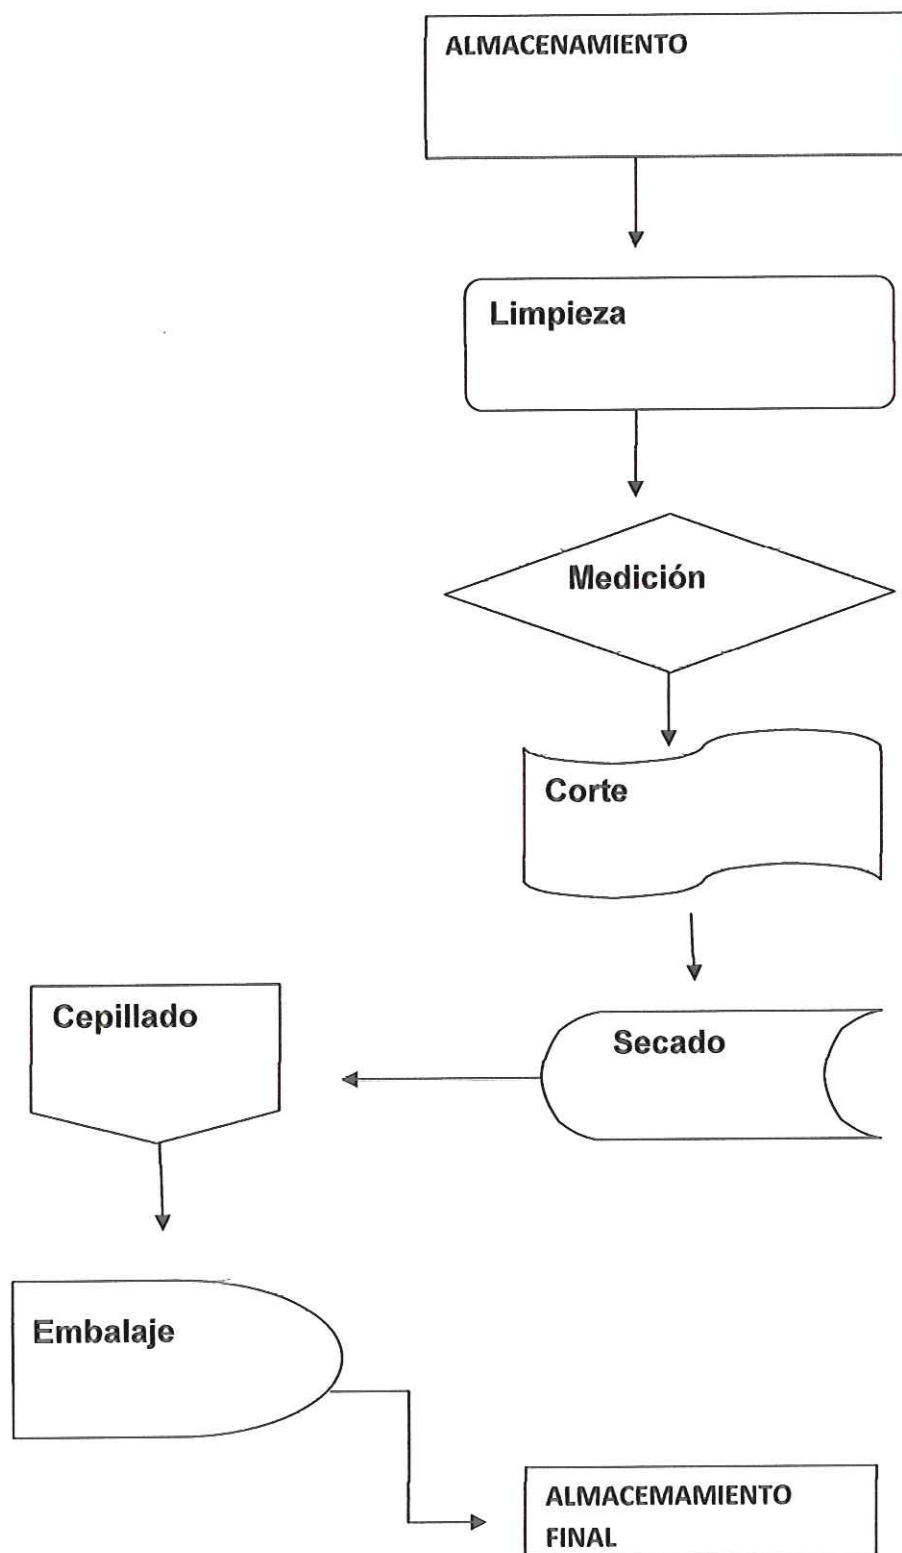 ALMACENAMIENTO
Limpieza
Medición
Corte
Secado
Cepillado
Embalaje
ALMACEMAMIENTO
FINAL